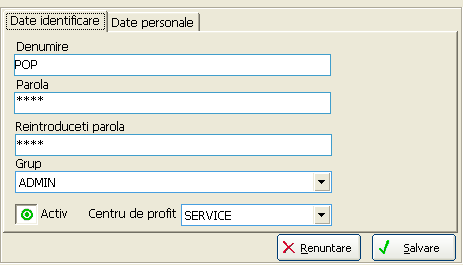 Date identificare Date personale
Denumire
POP
Parola
****
Reintroduceti parola
****
Grup
ADMIN
Activ Centru de profit SERVICE
Renuntare Salvare